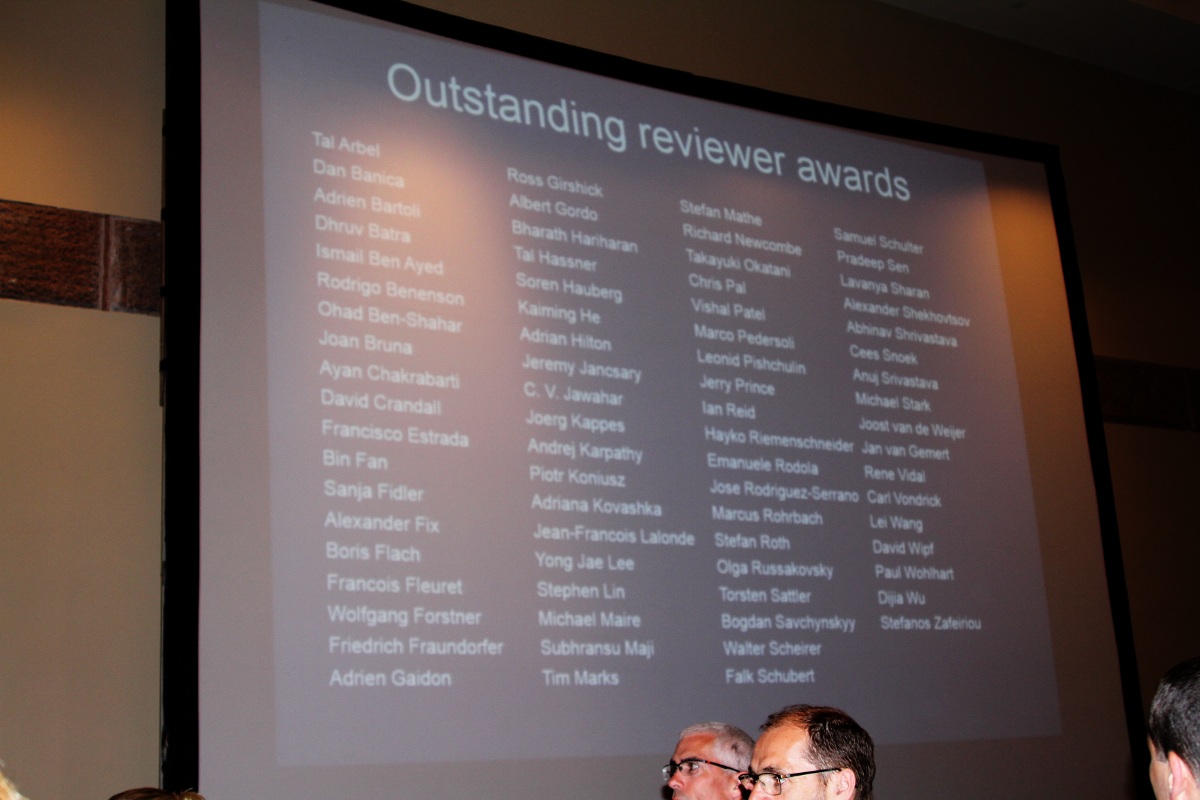 Outstanding reviewer awards
Tal Arbel
Dan Banica
Adrien Bartoli
Dhruv Batra
Ismail Ben Ayed
Rodrigo Benenson
Ohad Ben-Shahar
Joan Bruna
Ayan Chakrabarti
David Crandall
Francisco Estrada
Bin Fan
Sanja Fidler
Alexander Fix
Boris Flach
Francois Fleuret
Wolfgang Forstner
Friedrich Fraundorfer
Adrien Gaidon
Ross Girshick
Albert Gordo
Bharath Hariharan
Tal Hassner
Soren Hauberg
Kaiming He
Adrian Hilton
Jeremy Jancsary
C. V. Jawahar
Joerg Kappes
Andrej Karpathy
Piotr Koniusz
Adriana Kovashka
Jean-Francois Lalonde
Yong Jae Lee
Stephen Lin
Michael Maire
Subhransu Maji
Tim Marks
Stefan Mathe
Richard Newcombe
Takayuki Okatani
Chris Pal
Vishal Patel
Marco Pedersoli
Leonid Pishchulin
Jerry Prince
Ian Reid
Hayko Riemenschneider
Emanuele Rodola
Jose Rodriguez-Serrano
Marcus Rohrbach
Stefan Roth
Olga Russakovsky
Torsten Sattler
Bogdan Savchynskyy
Walter Scheirer
Falk Schubert
Samuel Schulter
Pradeep Sen
Lavanya Sharan
Alexander Shekhovtsov
Abhinav Shrivastava
Cees Snoek
Anuj Srivastava
Michael Stark
Joost van de Weijer
Jan van Gemert
Rene Vidal
Carl Vondrick
Lei Wang
David Wipf
Paul Wohlhart
Dijia Wu
Stefanos Zafeiriou